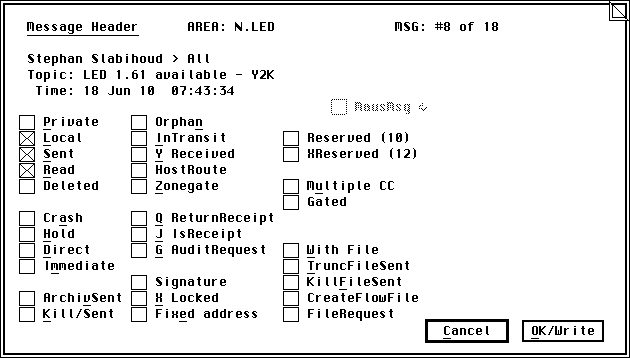 Message Header AREA: N.LED MSG: #8 of 18
Stephan Slabihoud > All
Topic: LED 1.61 available - Y2K
Time: 18 Jun 10 07:43:34
MausMsg
Private Orphan
Local InTransit Reserved (10)
Sent Y Received XReserved (12)
Read HostRoute
Deleted Zonegate Multiple CC
Gated
Crash Q ReturnReceipt
Hold J IsReceipt
Direct G AuditRequest With File
Immediate TruncFileSent
Signature KillFileSent
ArchivSent X Locked CreateFlowFile
Kill/Sent Fixed address FileRequest
Cancel OK/Write